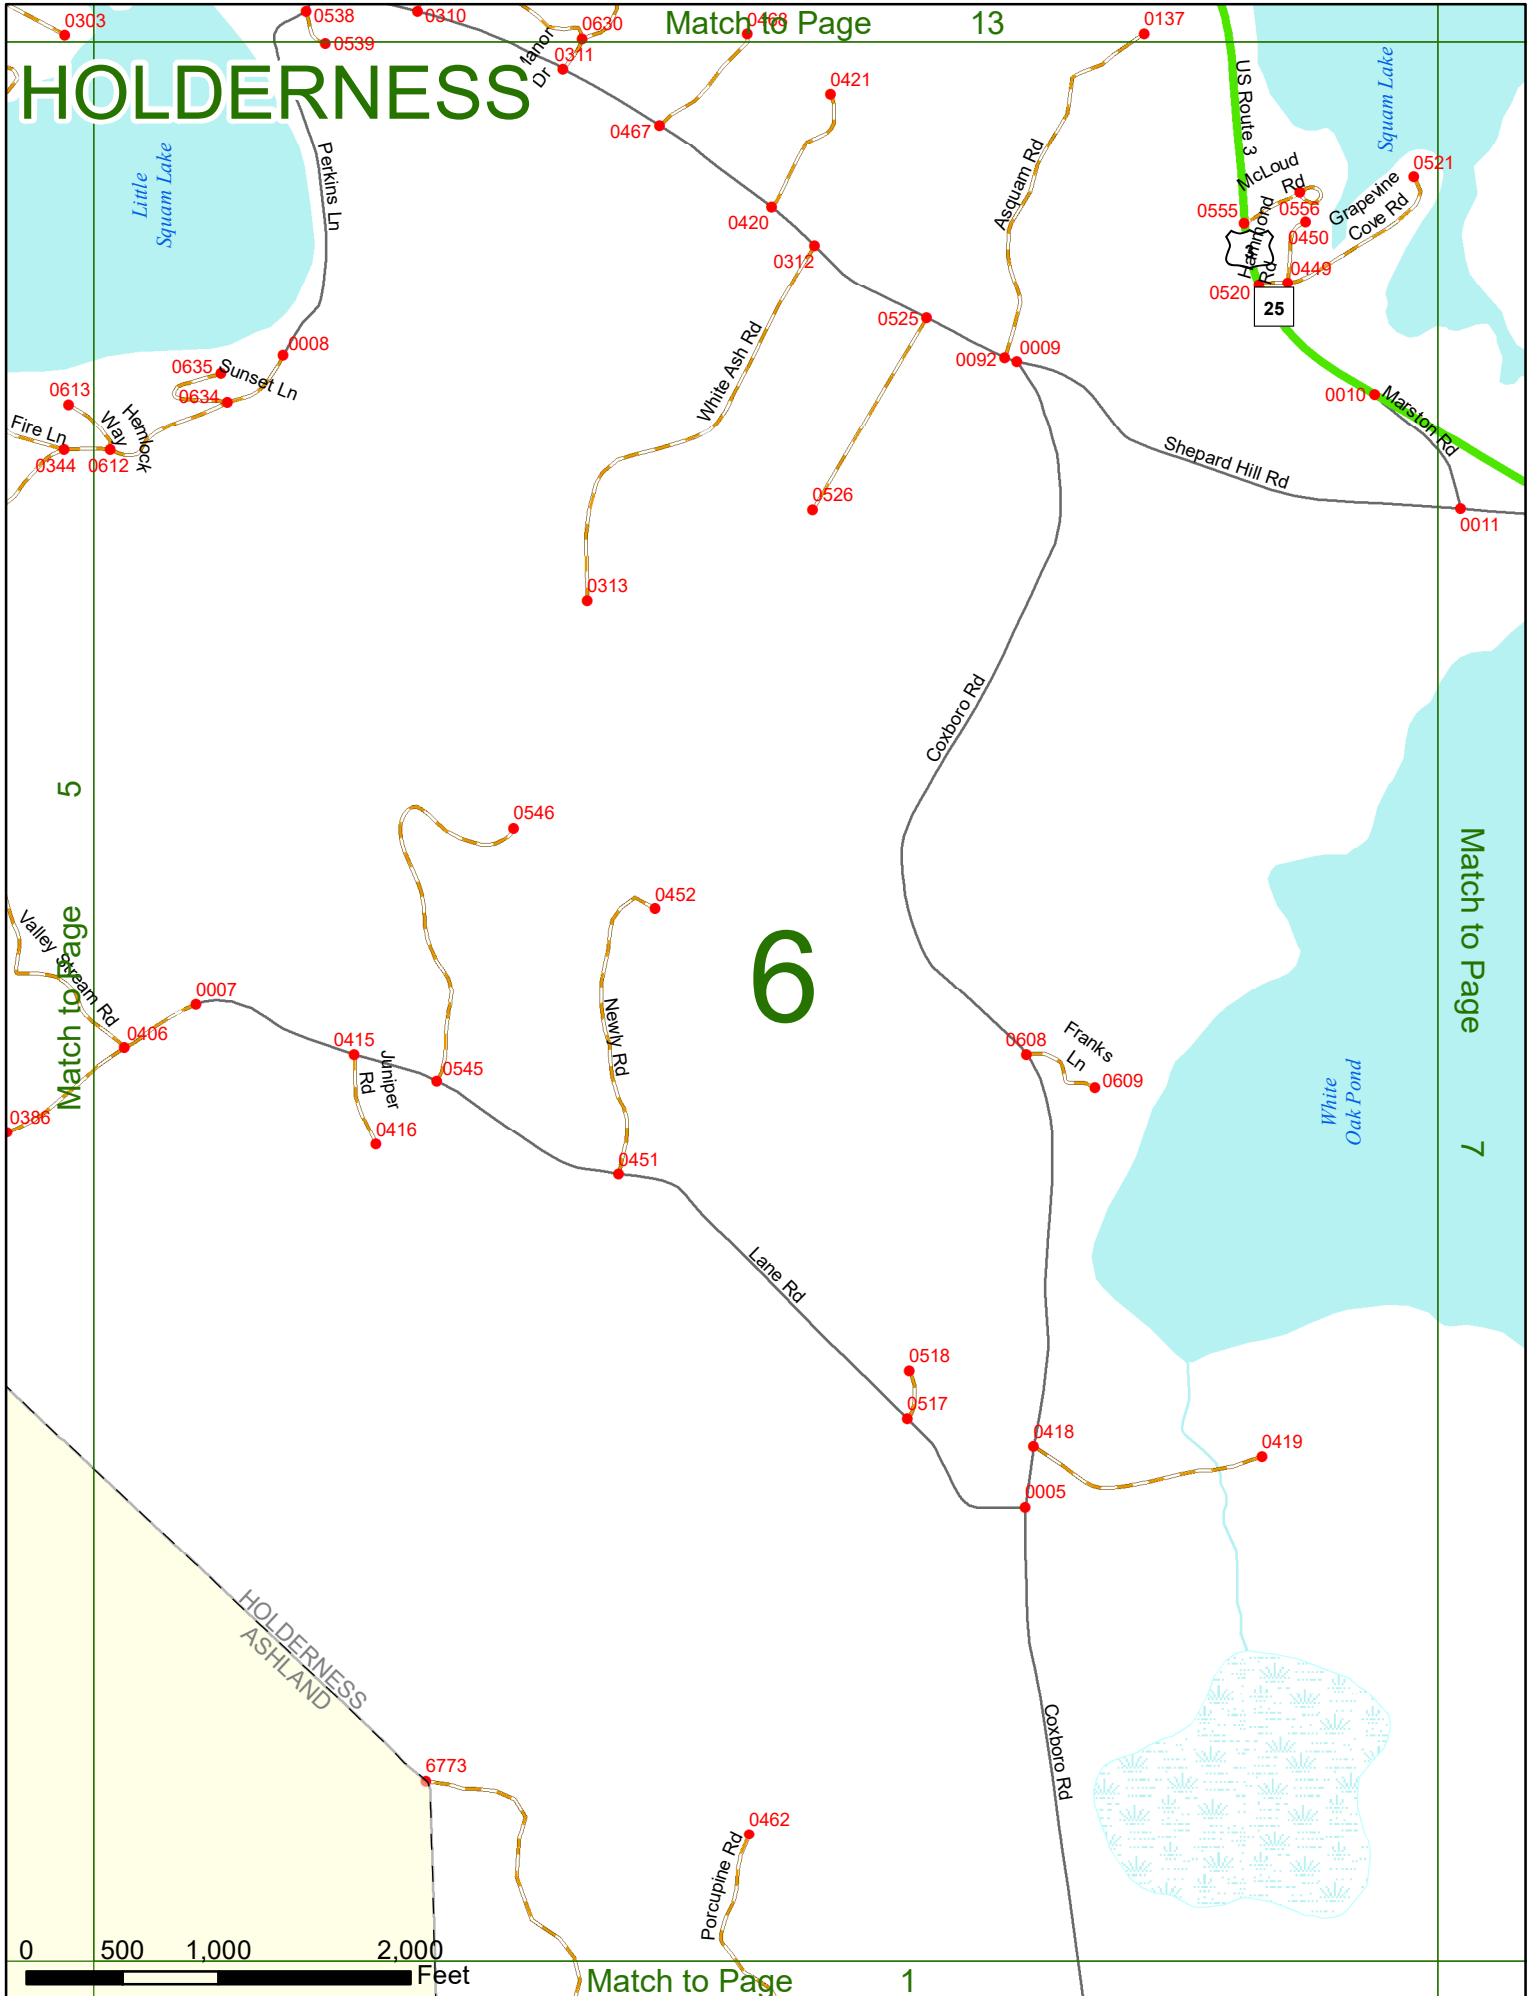 0303
0538
0539
0310
0630
0311
Manor
Dr
Match to Page 13
0468
0137
HOLDERNESS
0467
0421
US Route 3
Squam Lake
Little
Squam Lake
Perkins Ln
Asquam Rd
McLoud
Rd
0521
Grapevine
Cove Rd
0555
0556
0450
Hammond
Rd
0449
0520
25
0420
0312
0525
0092
0009
0008
0635
Sunset Ln
0634
0613
Hemlock
Way
Fire Ln
0344
0612
White Ash Rd
0010
Marston Rd
Shepard Hill Rd
0011
0526
0313
Coxboro Rd
Match to Page 5
0546
0452
6
Match to Page 7
Valley Stream Rd
0007
0406
0386
0415
Juniper
Rd
0416
0545
Newly Rd
0451
0608
Franks
Ln
0609
White
Oak Pond
Lane Rd
0518
0517
0418
0419
0005
HOLDERNESS
ASHLAND
6773
Coxboro Rd
0462
Porcupine Rd
0 500 1,000 2,000
Feet
Match to Page 1